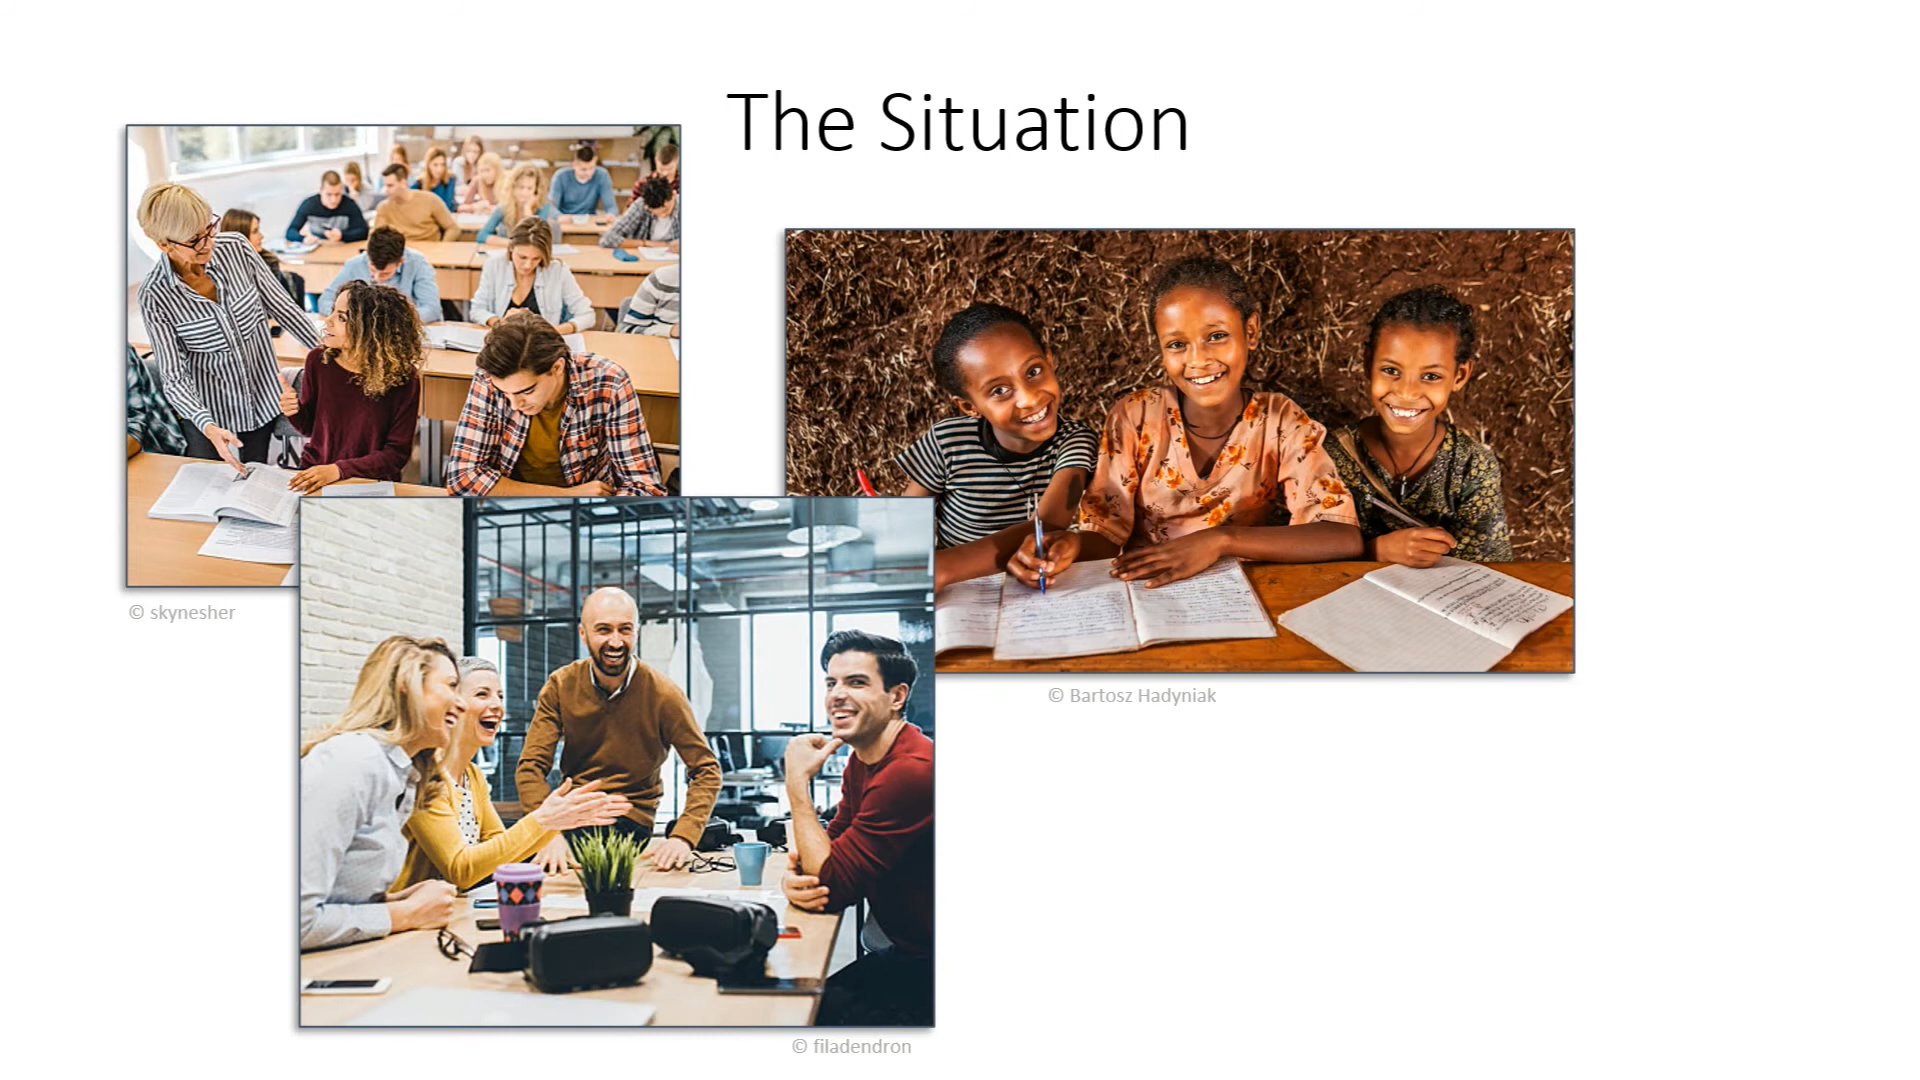 The Situation
© skynesher
© Bartosz Hadyniak
© filadendron